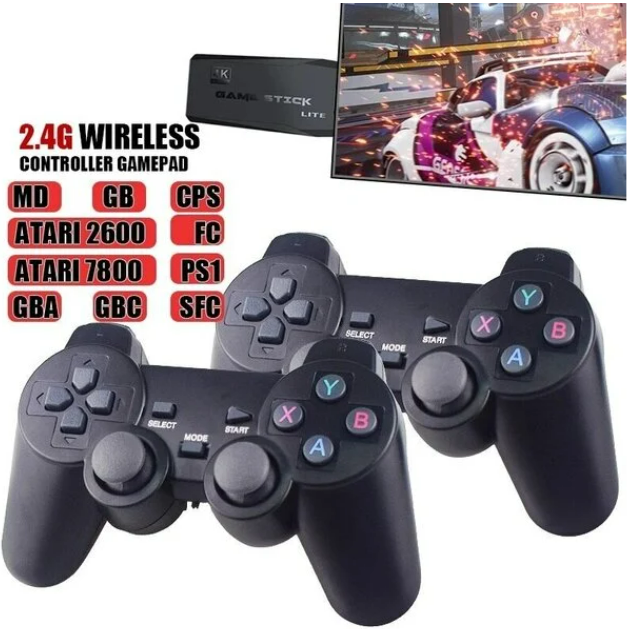 4K
GAME STICK
LITE
2.4G WIRELESS
CONTROLLER GAMEPAD
MD GB CPS
ATARI 2600 FC
ATARI 7800 PS1
GBA GBC SFC
SELECT
MODE
START
Y
X B
A
SELECT
MODE
START
Y
X B
A